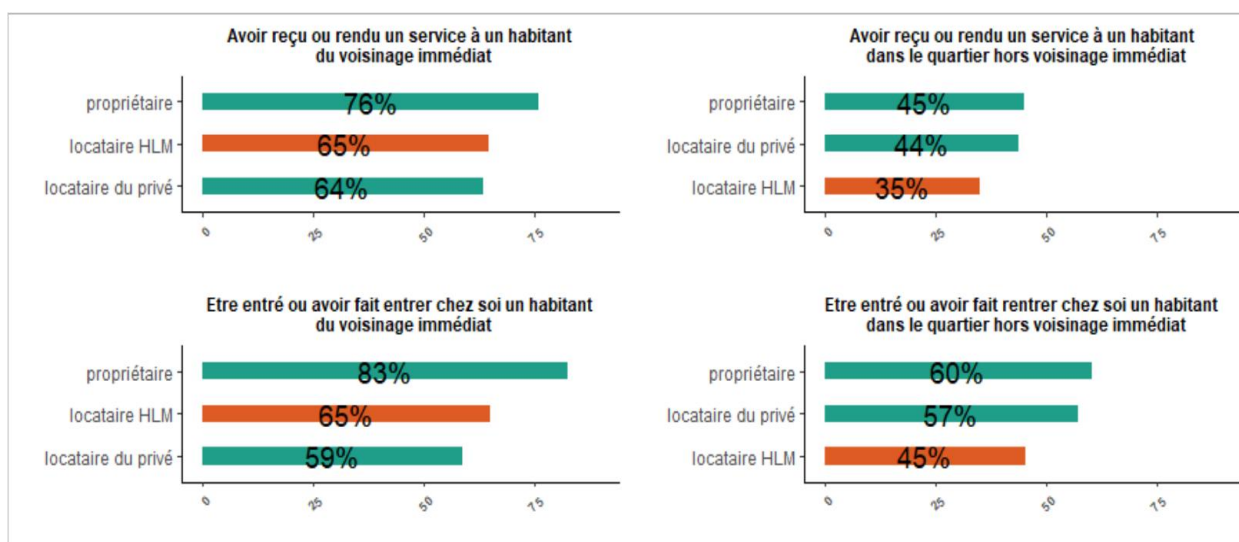 Avoir reçu ou rendu un service à un habitant
du voisinage immédiat
propriétaire
76%
locataire HLM
65%
locataire du privé
64%
0 25 50 75
Avoir reçu ou rendu un service à un habitant
dans le quartier hors voisinage immédiat
propriétaire
45%
locataire du privé
44%
locataire HLM
35%
0 25 50 75
Etre entré ou avoir fait entrer chez soi un habitant
du voisinage immédiat
propriétaire
83%
locataire HLM
65%
locataire du privé
59%
0 25 50 75
Etre entré ou avoir fait rentrer chez soi un habitant
dans le quartier hors voisinage immédiat
propriétaire
60%
locataire du privé
57%
locataire HLM
45%
0 25 50 75